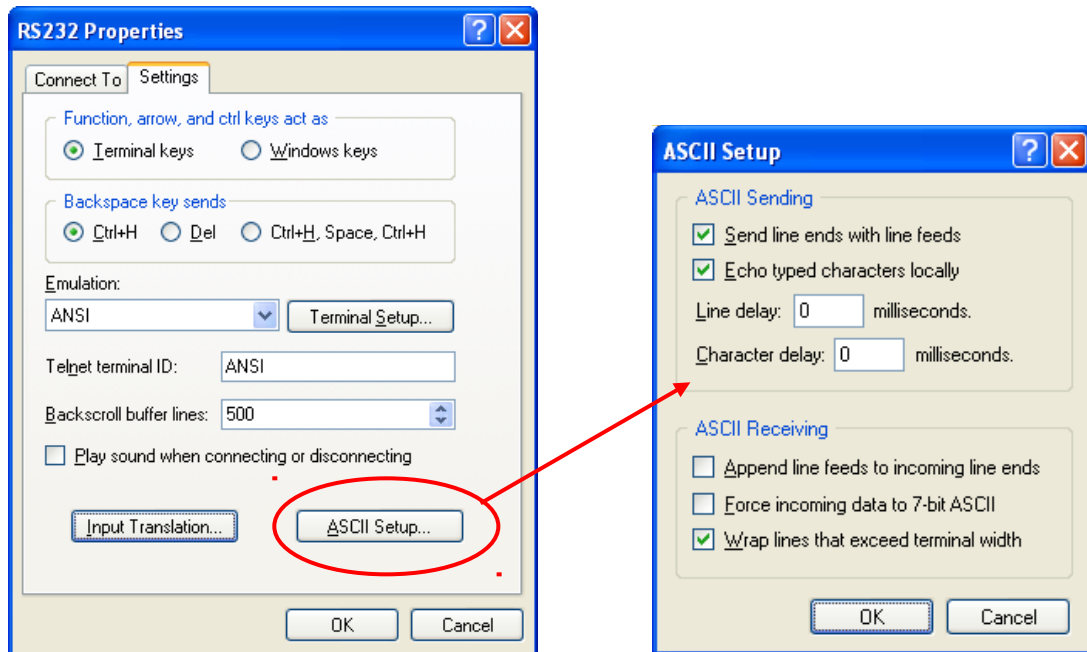 RS232 Properties
Connect To Settings
Function, arrow, and ctrl keys act as
Terminal keys Windows keys
Backspace key sends
Ctrl+H Del Ctrl+H, Space, Ctrl+H
Emulation:
ANSI Terminal Setup...
Telnet terminal ID: ANSI
Backscroll buffer lines: 500
Play sound when connecting or disconnecting
Input Translation... ASCII Setup...
OK Cancel
ASCII Setup
ASCII Sending
Send line ends with line feeds
Echo typed characters locally
Line delay: 0 milliseconds.
Character delay: 0 milliseconds.
ASCII Receiving
Append line feeds to incoming line ends
Force incoming data to 7-bit ASCII
Wrap lines that exceed terminal width
OK Cancel